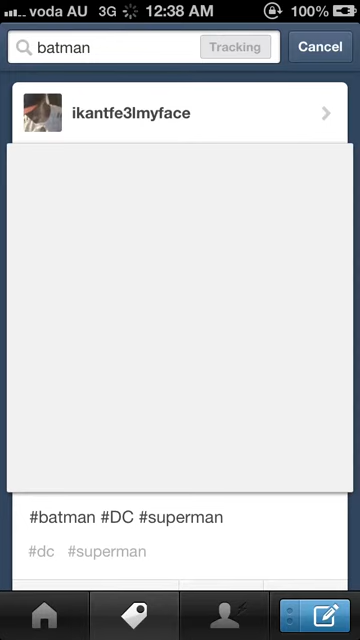 voda AU 3G 12:38 AM 100%
batman Tracking Cancel
ikantfe3lmyface
#batman #DC #superman
#dc #superman